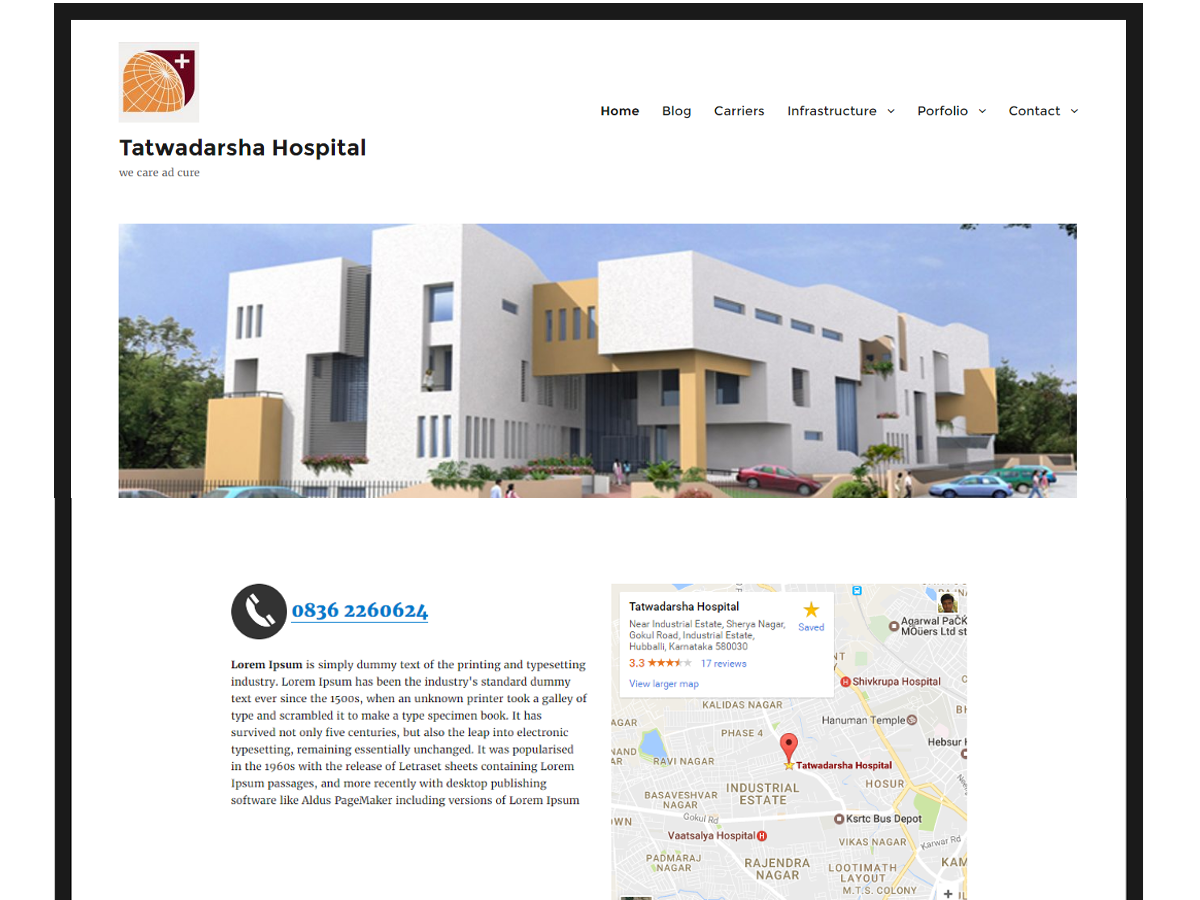 Home Blog Carriers Infrastructure Porfolio Contact
Tatwadarsha Hospital
we care ad cure
0836 2260624
Lorem Ipsum is simply dummy text of the printing and typesetting
industry. Lorem Ipsum has been the industry's standard dummy
text ever since the 1500s, when an unknown printer took a galley of
type and scrambled it to make a type specimen book. It has
survived not only five centuries, but also the leap into electronic
typesetting, remaining essentially unchanged. It was popularised
in the 1960s with the release of Letraset sheets containing Lorem
Ipsum passages, and more recently with desktop publishing
software like Aldus PageMaker including versions of Lorem Ipsum
Tatwadarsha Hospital
Near Industrial Estate, Sherya Nagar,
Gokul Road, Industrial Estate,
Hubballi, Karnataka 580030
Saved
3.3 17 reviews
View larger map
Agarwal PaCK
MOüers Ltd st
Shivkrupa Hospital
KALIDAS NAGAR
Hanuman Temple
PHASE 4
Hebsur
RAVI NAGAR
Tatwadarsha Hospital
HOSUR
INDUSTRIAL
ESTATE
BASAVESHVAR
NAGAR
Gokul Rd
Ksrtc Bus Depot
Vaatsalya Hospital
VIKAS NAGAR
Karwar Rd
PADMARAJ
NAGAR
RAJENDRA
NAGAR
LOOTIMATH
LAYOUT
KAM
M.T.S. COLONY